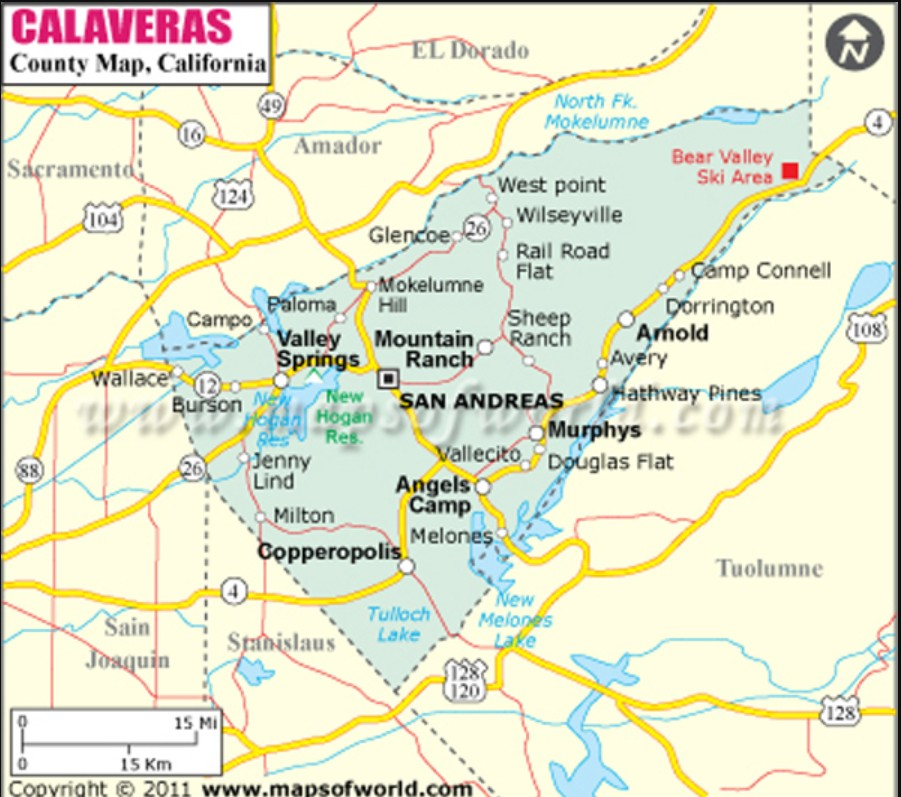 CALAVERAS
County Map, California
N
EL Dorado
49
North Fk.
Mokelumne
4
16
Amador
Bear Valley
Ski Area
Sacramento
124
West point
104
Wilseyville
Glencoe
26
Rail Road
Flat
Camp Connell
Mokelumne
Hill
Paloma
Dorrington
Campo
Sheep
Ranch
Arnold
108
Valley
Springs
Mountain
Ranch
Avery
Wallace
12
Hathway Pines
Burson
New
Hogan
Res
New
Hogan
Res.
SAN ANDREAS
www.mapsofworld.com
Murphys
Vallecito
Douglas Flat
88
26
Jenny
Lind
Angels
Camp
Milton
Melones
Copperopolis
Tuolumne
4
Tulloch
Lake
New
Melones
Lake
Sain
Joaquin
Stanislaus
128
120
128
0
15 Mi
0
15 Km
Copyright © 2011 www.mapsofworld.com